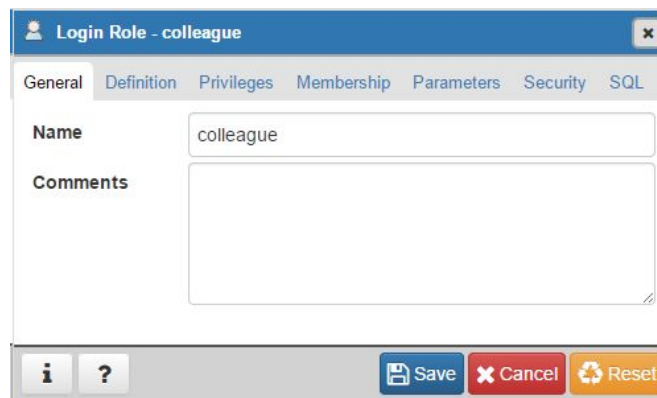 Login Role - colleague
General Definition Privileges Membership Parameters Security SQL
Name colleague
Comments
i ? Save Cancel Reset